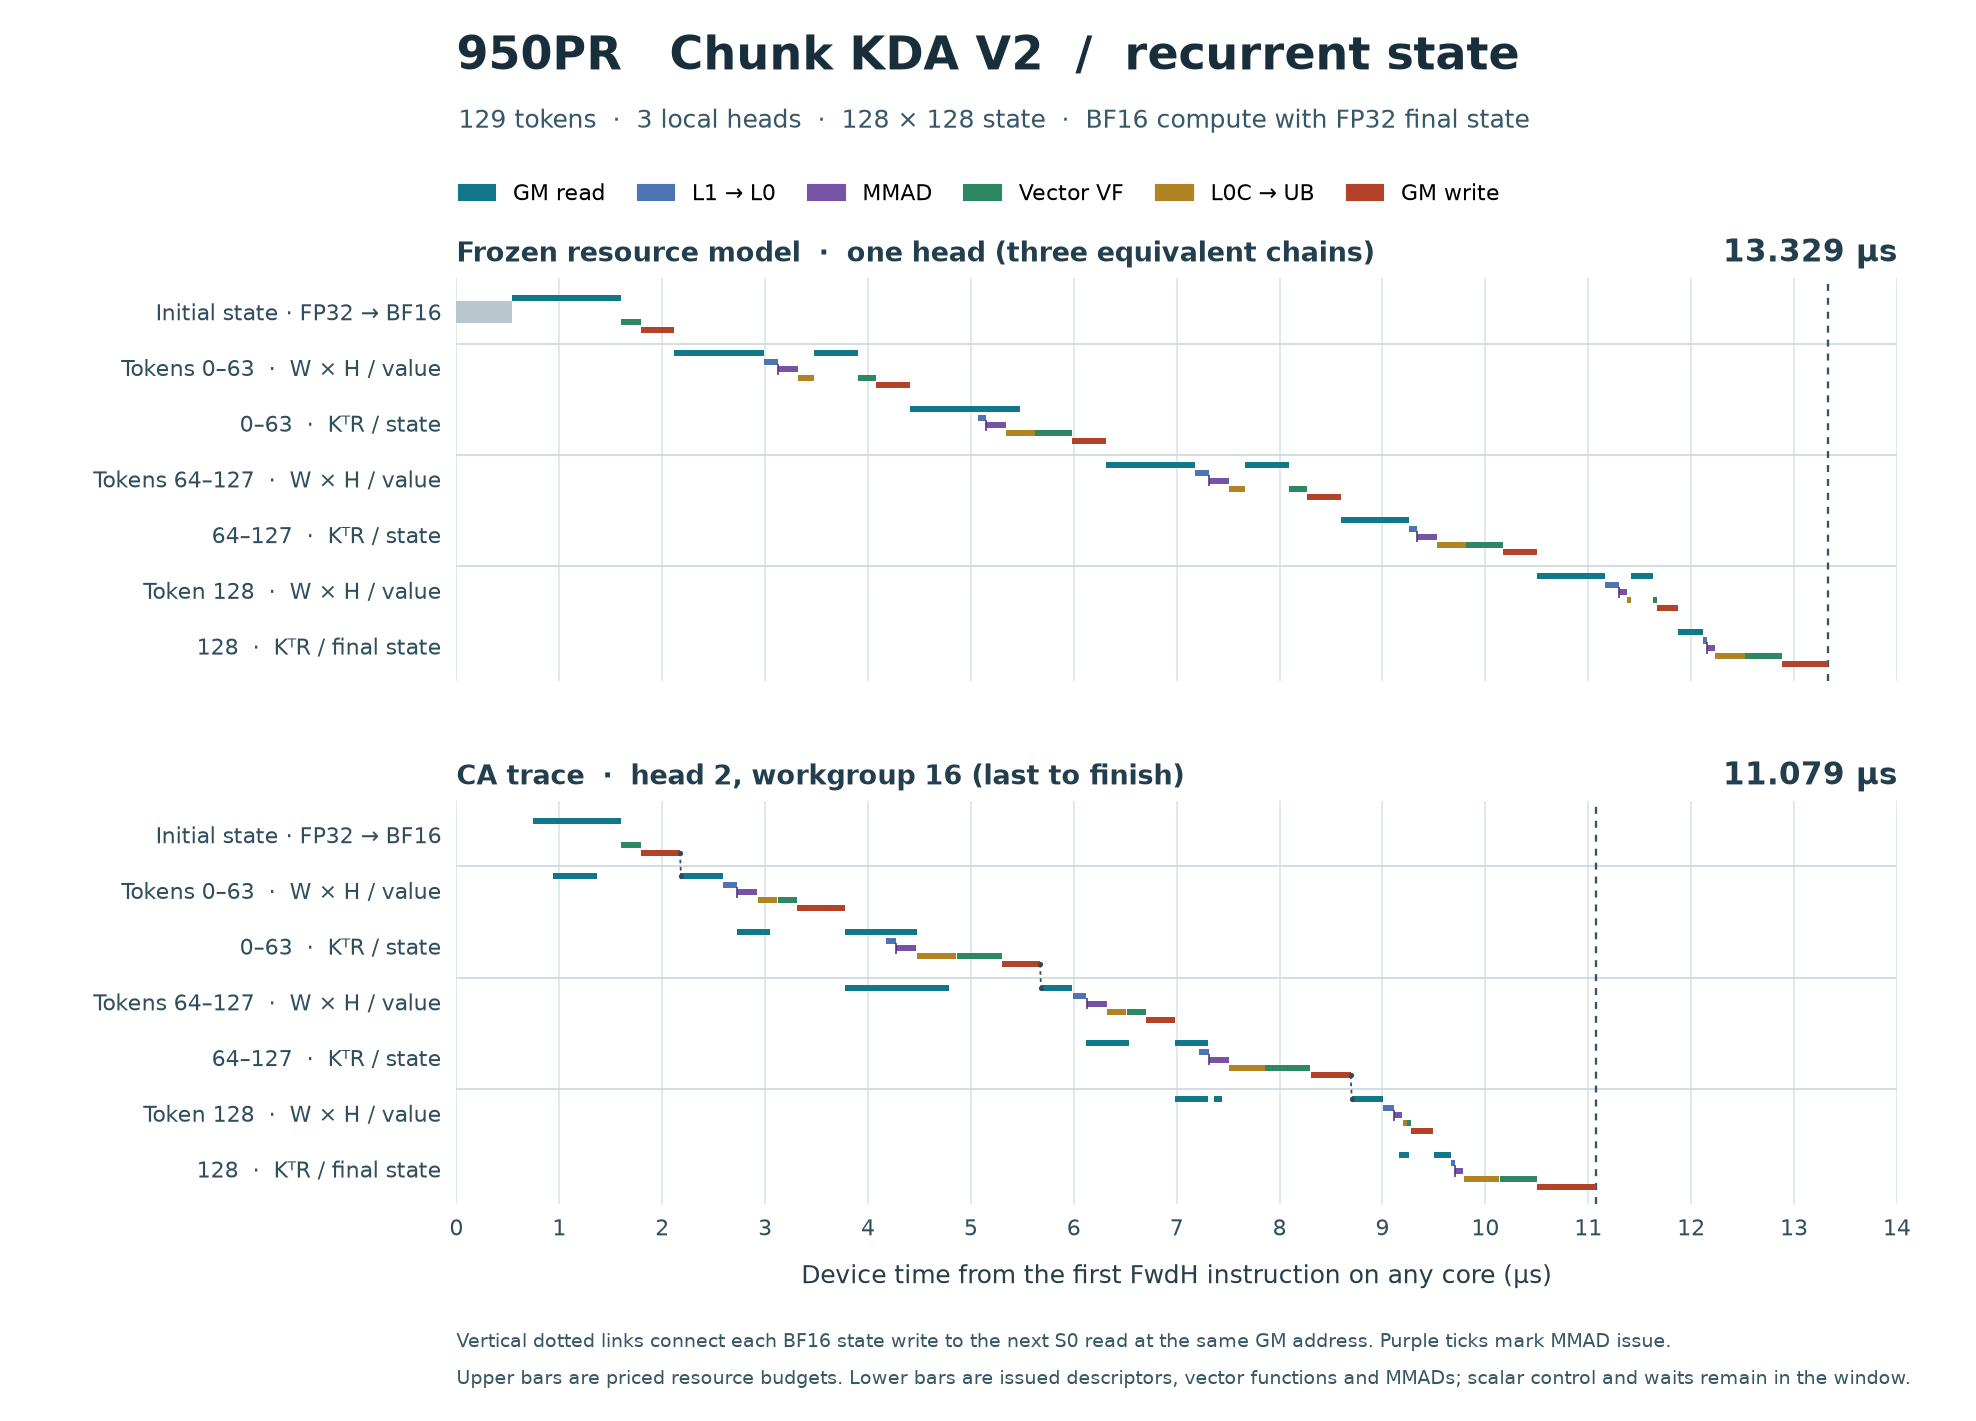 950PR   Chunk KDA V2  /  recurrent state
129 tokens  ·  3 local heads  ·  128 × 128 state  ·  BF16 compute with FP32 final state
GM read   L1 → L0   MMAD   Vector VF   L0C → UB   GM write
Frozen resource model  ·  one head (three equivalent chains)   13.329 µs
Initial state · FP32 → BF16
Tokens 0–63  ·  W × H / value
0–63  ·  KᵀR / state
Tokens 64–127  ·  W × H / value
64–127  ·  KᵀR / state
Token 128  ·  W × H / value
128  ·  KᵀR / final state
CA trace  ·  head 2, workgroup 16 (last to finish)   11.079 µs
Initial state · FP32 → BF16
Tokens 0–63  ·  W × H / value
0–63  ·  KᵀR / state
Tokens 64–127  ·  W × H / value
64–127  ·  KᵀR / state
Token 128  ·  W × H / value
128  ·  KᵀR / final state
0 1 2 3 4 5 6 7 8 9 10 11 12 13 14
Device time from the first FwdH instruction on any core (µs)
Vertical dotted links connect each BF16 state write to the next S0 read at the same GM address. Purple ticks mark MMAD issue.
Upper bars are priced resource budgets. Lower bars are issued descriptors, vector functions and MMADs; scalar control and waits remain in the window.